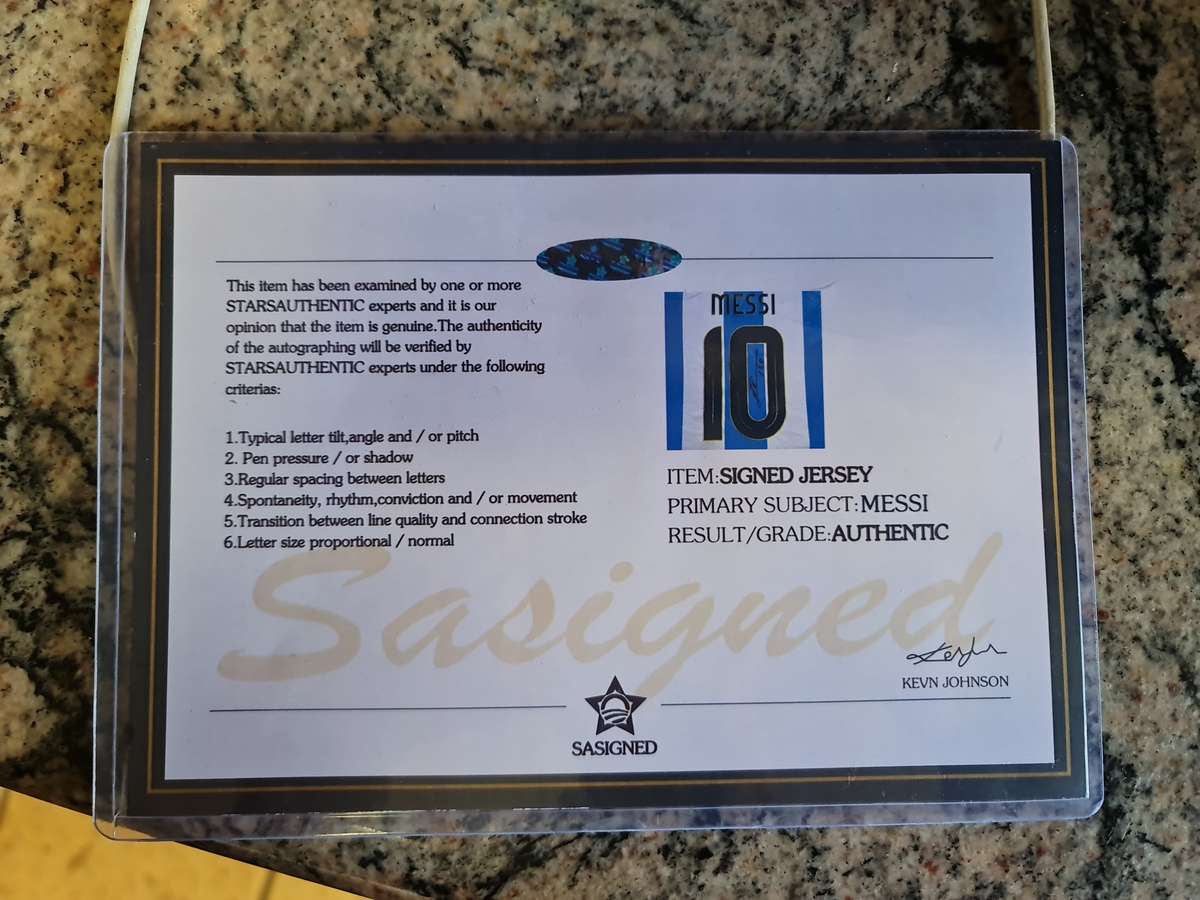 This item has been examined by one or more
STARSAUTHENTIC experts and it is our
opinion that the item is genuine.The authenticity
of the autographing will be verified by
STARSAUTHENTIC experts under the following
criterias:
1.Typical letter tilt,angle and / or pitch
2. Pen pressure / or shadow
3.Regular spacing between letters
4.Spontaneity, rhythm,conviction and / or movement
5.Transition between line quality and connection stroke
6.Letter size proportional / normal
MESSI
10
ITEM:SIGNED JERSEY
PRIMARY SUBJECT:MESSI
RESULT/GRADE:AUTHENTIC
Sasigned
KEVN JOHNSON
SASIGNED